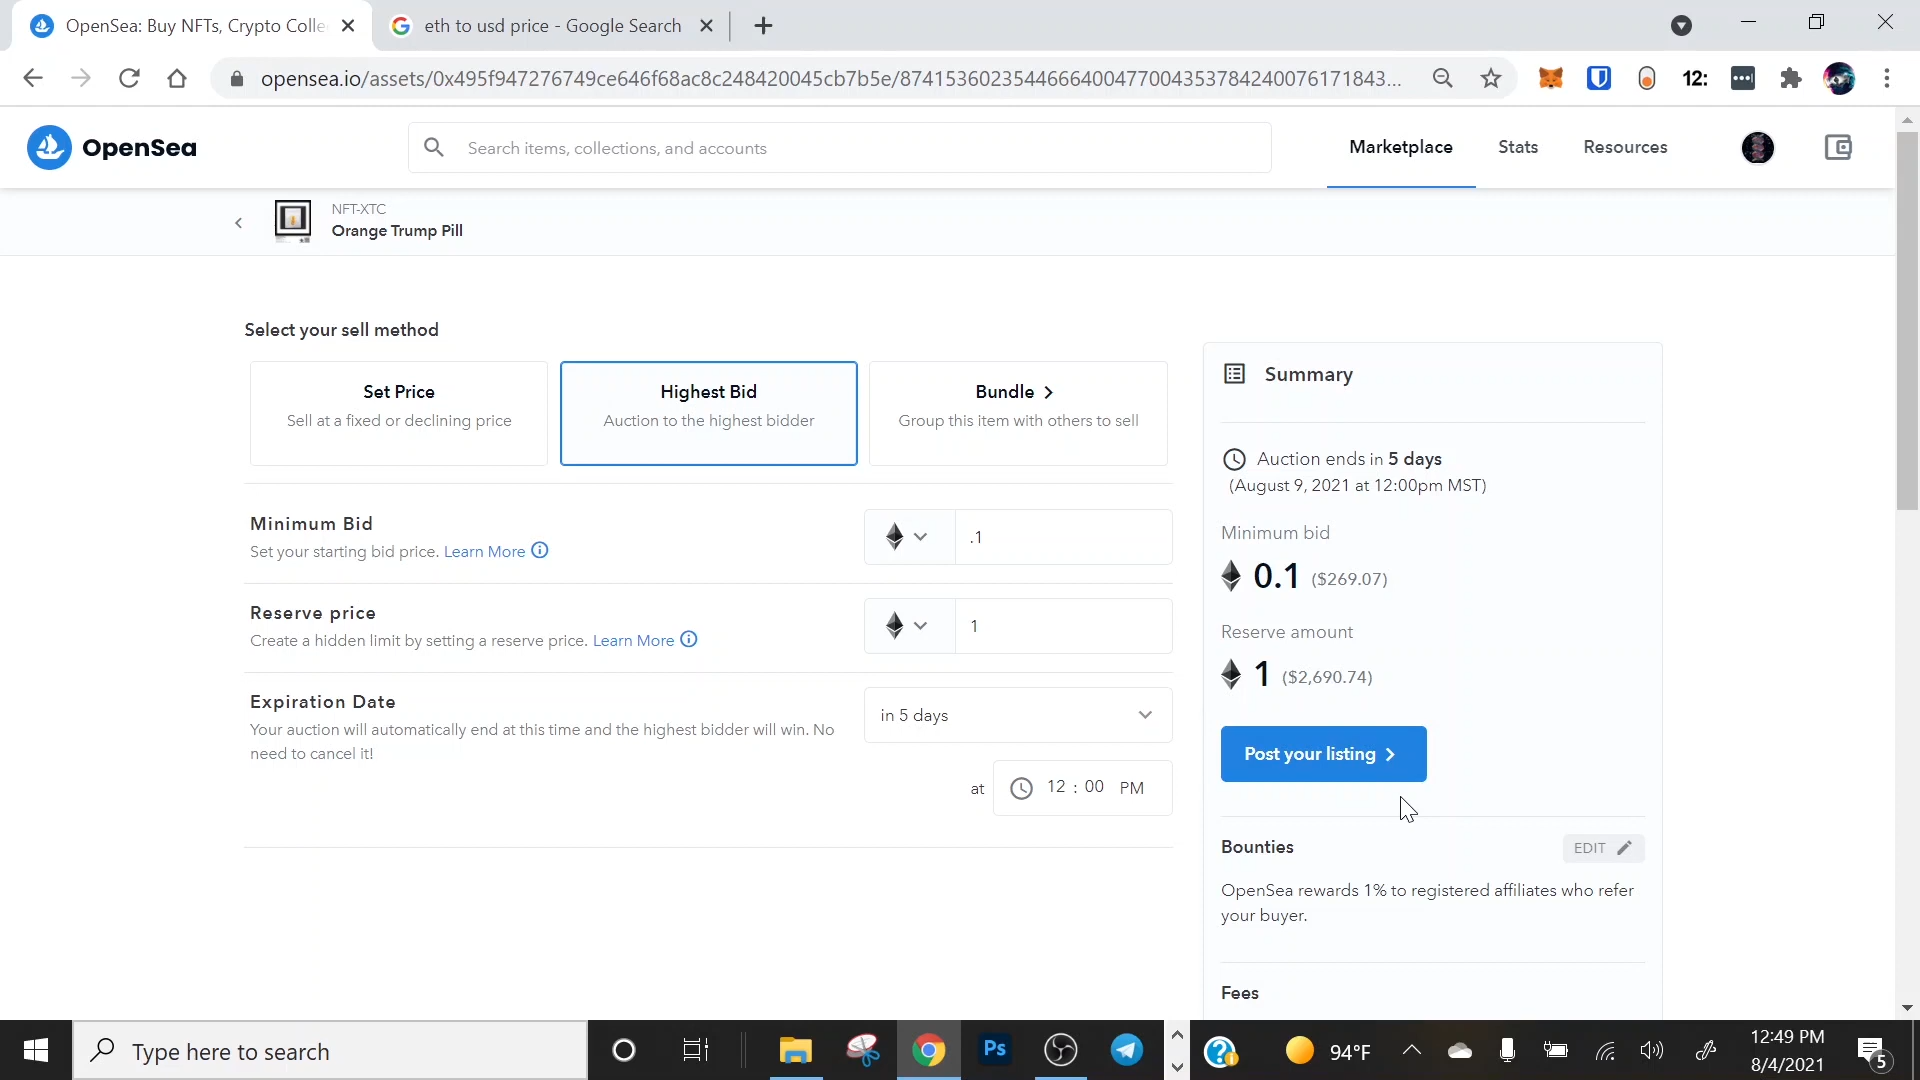 OpenSea: Buy NFTs, Crypto Colle
eth to usd price - Google Search
opensea.io/assets/0x495f947276749ce646f68ac8c248420045cb7b5e/874153602354466640047700435378424007617184​3...
12:
OpenSea
Search items, collections, and accounts
Marketplace
Stats
Resources
NFT-XTC
Orange Trump Pill
Select your sell method
Set Price
Sell at a fixed or declining price
Highest Bid
Auction to the highest bidder
Bundle >
Group this item with others to sell
Summary
Auction ends in 5 days
(August 9, 2021 at 12:00pm MST)
Minimum Bid
Set your starting bid price. Learn More
.1
Minimum bid
0.1 ($269.07)
Reserve price
Create a hidden limit by setting a reserve price. Learn More
1
Reserve amount
1 ($2,690.74)
Expiration Date
Your auction will automatically end at this time and the highest bidder will win. No
need to cancel it!
in 5 days
at 12 : 00 PM
Post your listing >
Bounties
EDIT
OpenSea rewards 1% to registered affiliates who refer
your buyer.
Fees
Type here to search
Ps
94°F
12:49 PM
8/4/2021
5